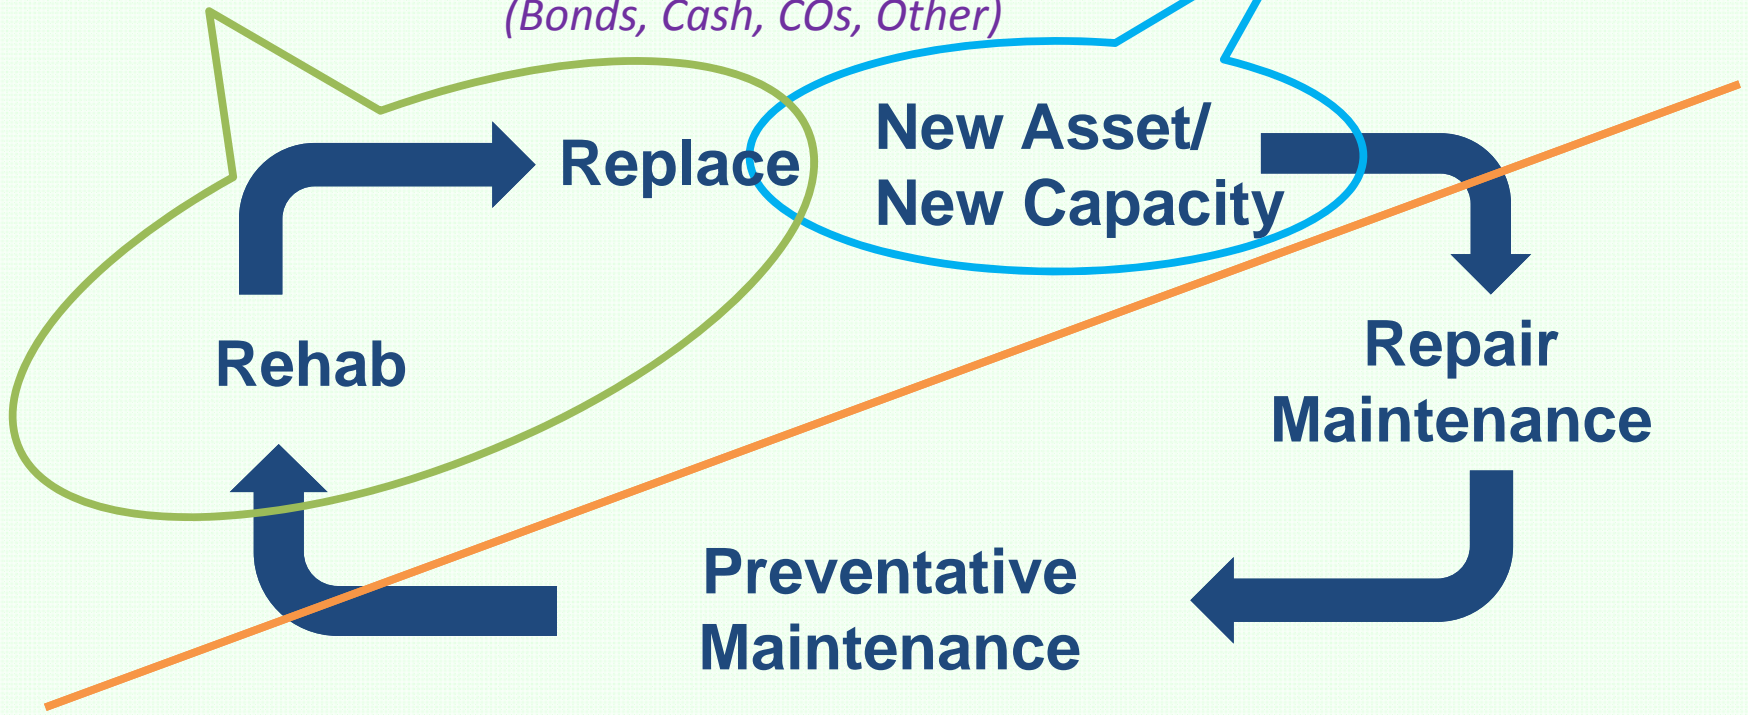 (Bonds, Cash, COs, Other)
New Asset/
New Capacity
Replace
Repair
Maintenance
Rehab
Preventative
Maintenance